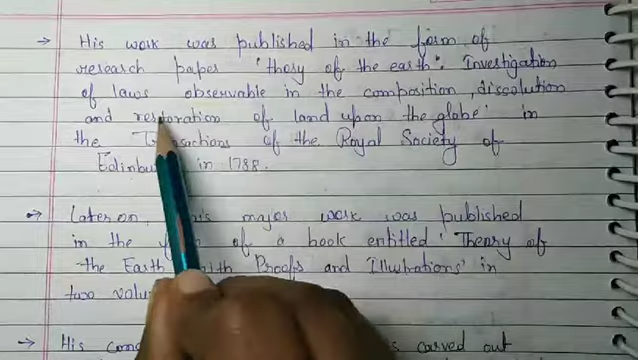 → His work was published in the form of
research paper 'thory of the earth'. Investigation
of laws observable in the composition, dissolution
and restoration of land upon the globe' in
the of the Royal Society of
in 1788.
→ Later on, major work was published
in the of a book entitled 'Theory of
the Earth with Proofs and Illustrations' in
two
→ His carved out